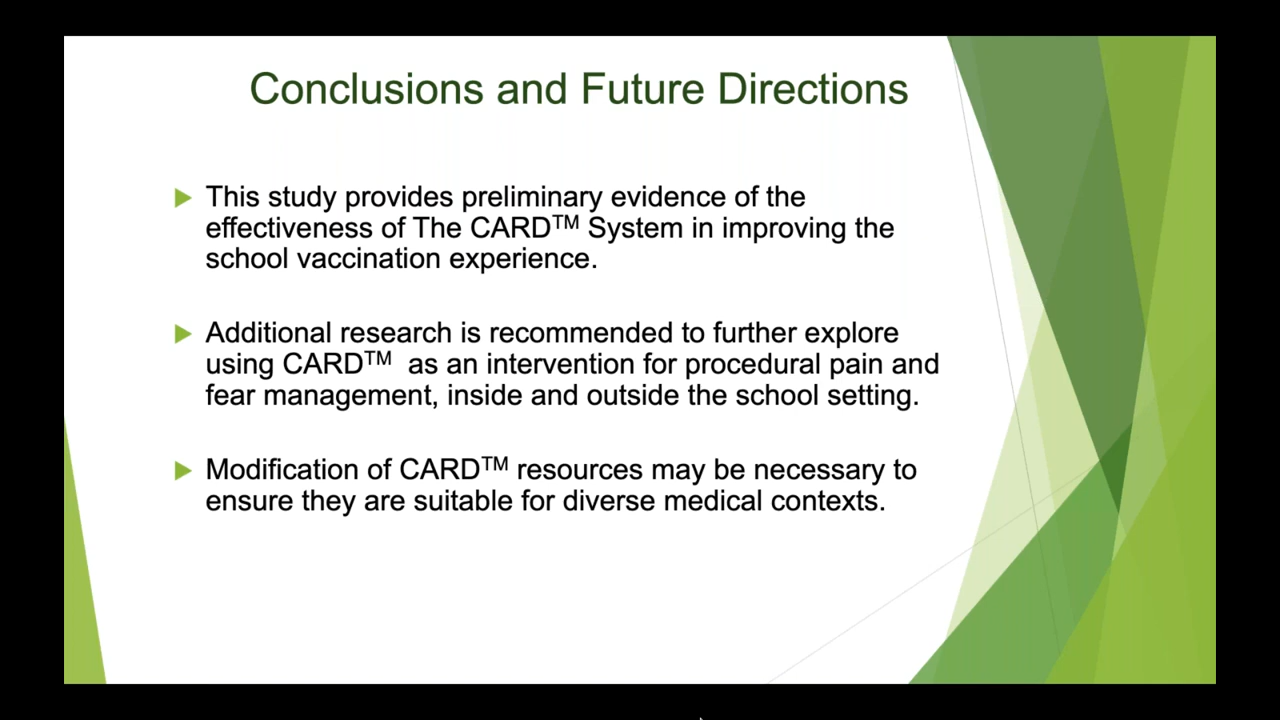 Conclusions and Future Directions
This study provides preliminary evidence of the
effectiveness of The CARD™ System in improving the
school vaccination experience.
Additional research is recommended to further explore
using CARD™ as an intervention for procedural pain and
fear management, inside and outside the school setting.
Modification of CARD™ resources may be necessary to
ensure they are suitable for diverse medical contexts.